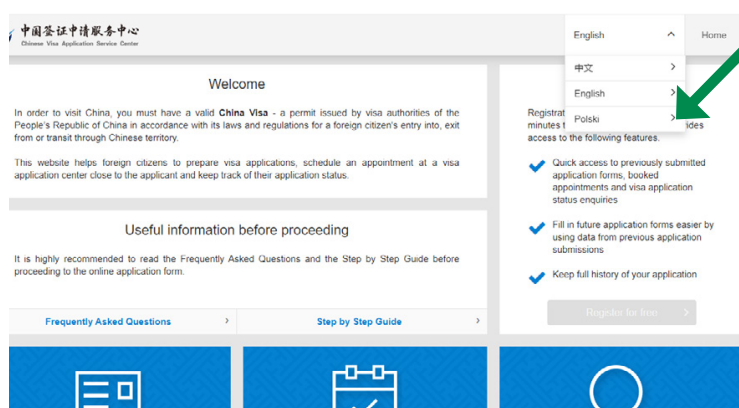 中国签证申请服务中心
Chinese Visa Application Service Center
English
Home
中文
English
Polski
Welcome
In order to visit China, you must have a valid China Visa - a permit issued by visa authorities of the
People's Republic of China in accordance with its laws and regulations for a foreign citizen's entry into, exit
from or transit through Chinese territory.
This website helps foreign citizens to prepare visa applications, schedule an appointment at a visa
application center close to the applicant and keep track of their application status.
Useful information before proceeding
It is highly recommended to read the Frequently Asked Questions and the Step by Step Guide before
proceeding to the online application form.
Frequently Asked Questions
Step by Step Guide
minutes
access to the following features.
Quick access to previously submitted
application forms, booked
appointments and visa application
status enquiries
Fill in future application forms easier by
using data from previous application
submissions
Keep full history of your application
Register for free